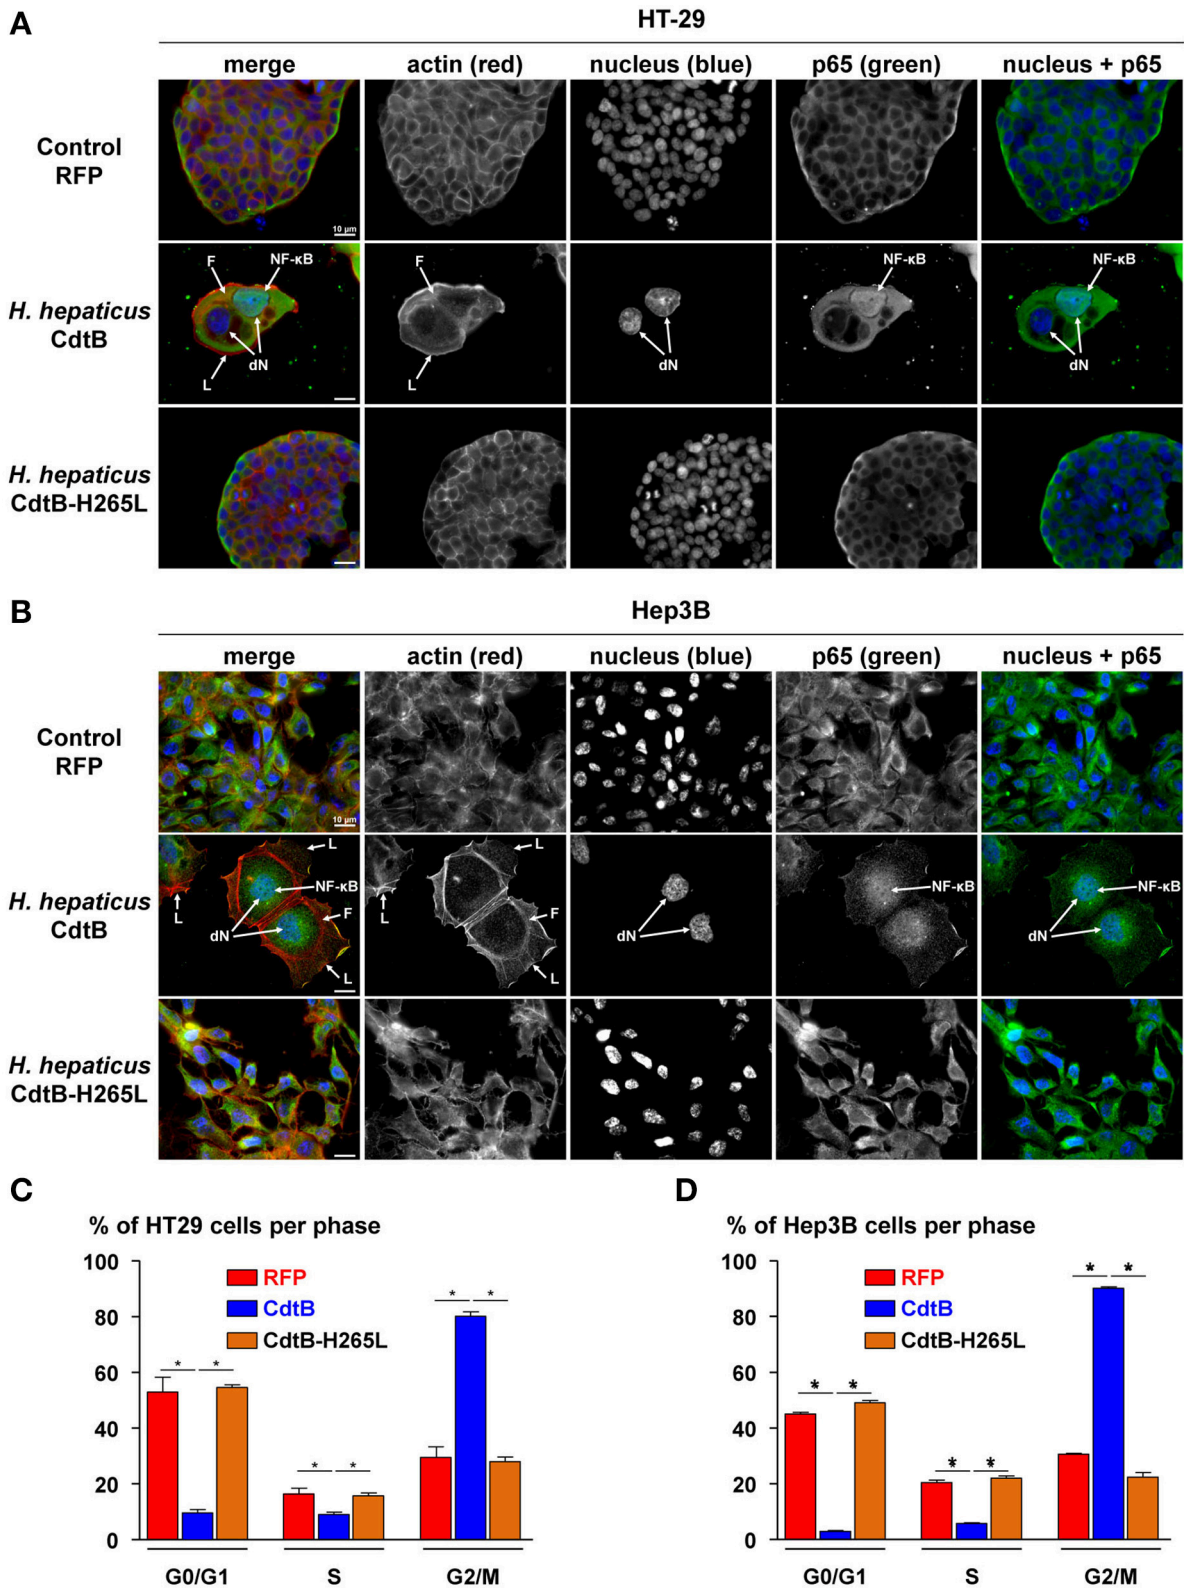 A
HT-29
merge actin (red) nucleus (blue) p65 (green) nucleus + p65
Control
RFP
10 µm
F NF-κB F NF-κB NF-κB
H. hepaticus
CdtB
dN dN dN
L L
H. hepaticus
CdtB-H265L
B
Hep3B
merge actin (red) nucleus (blue) p65 (green) nucleus + p65
Control
RFP
10 µm
L L
H. hepaticus
CdtB
NF-κB NF-κB NF-κB
L L
F F
dN dN dN
L L
H. hepaticus
CdtB-H265L
C
% of HT29 cells per phase
100
80
60
40
20
0
RFP
CdtB
CdtB-H265L
* *
* *
* *
G0/G1 S G2/M
D
% of Hep3B cells per phase
100
80
60
40
20
0
RFP
CdtB
CdtB-H265L
* *
* *
* *
G0/G1 S G2/M